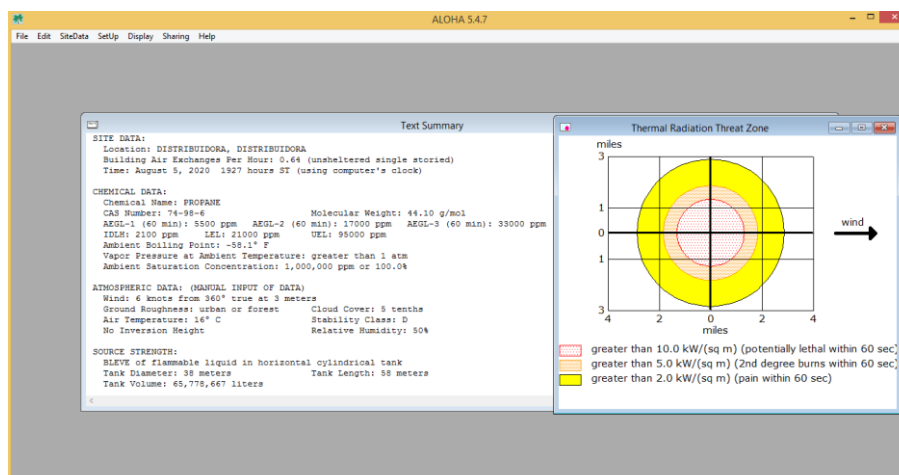 ALOHA 5.4.7
File Edit SiteData SetUp Display Sharing Help
Text Summary
SITE DATA:
Location: DISTRIBUIDORA, DISTRIBUIDORA
Building Air Exchanges Per Hour: 0.64 (unsheltered single storied)
Time: August 5, 2020 1927 hours ST (using computer's clock)
CHEMICAL DATA:
Chemical Name: PROPANE
CAS Number: 74-98-6 Molecular Weight: 44.10 g/mol
AEGL-1 (60 min): 5500 ppm AEGL-2 (60 min): 17000 ppm AEGL-3 (60 min): 33000 ppm
IDLH: 2100 ppm LEL: 21000 ppm UEL: 95000 ppm
Ambient Boiling Point: -58.1° F
Vapor Pressure at Ambient Temperature: greater than 1 atm
Ambient Saturation Concentration: 1,000,000 ppm or 100.0%
ATMOSPHERIC DATA: (MANUAL INPUT OF DATA)
Wind: 6 knots from 360° true at 3 meters
Ground Roughness: urban or forest Cloud Cover: 5 tenths
Air Temperature: 16° C Stability Class: D
No Inversion Height Relative Humidity: 50%
SOURCE STRENGTH:
BLEVE of flammable liquid in horizontal cylindrical tank
Tank Diameter: 38 meters Tank Length: 58 meters
Tank Volume: 65,778,667 liters
Thermal Radiation Threat Zone
miles
3
1
0
1
3
4 2 0 2 4
miles
wind
greater than 10.0 kW/(sq m) (potentially lethal within 60 sec)
greater than 5.0 kW/(sq m) (2nd degree burns within 60 sec)
greater than 2.0 kW/(sq m) (pain within 60 sec)